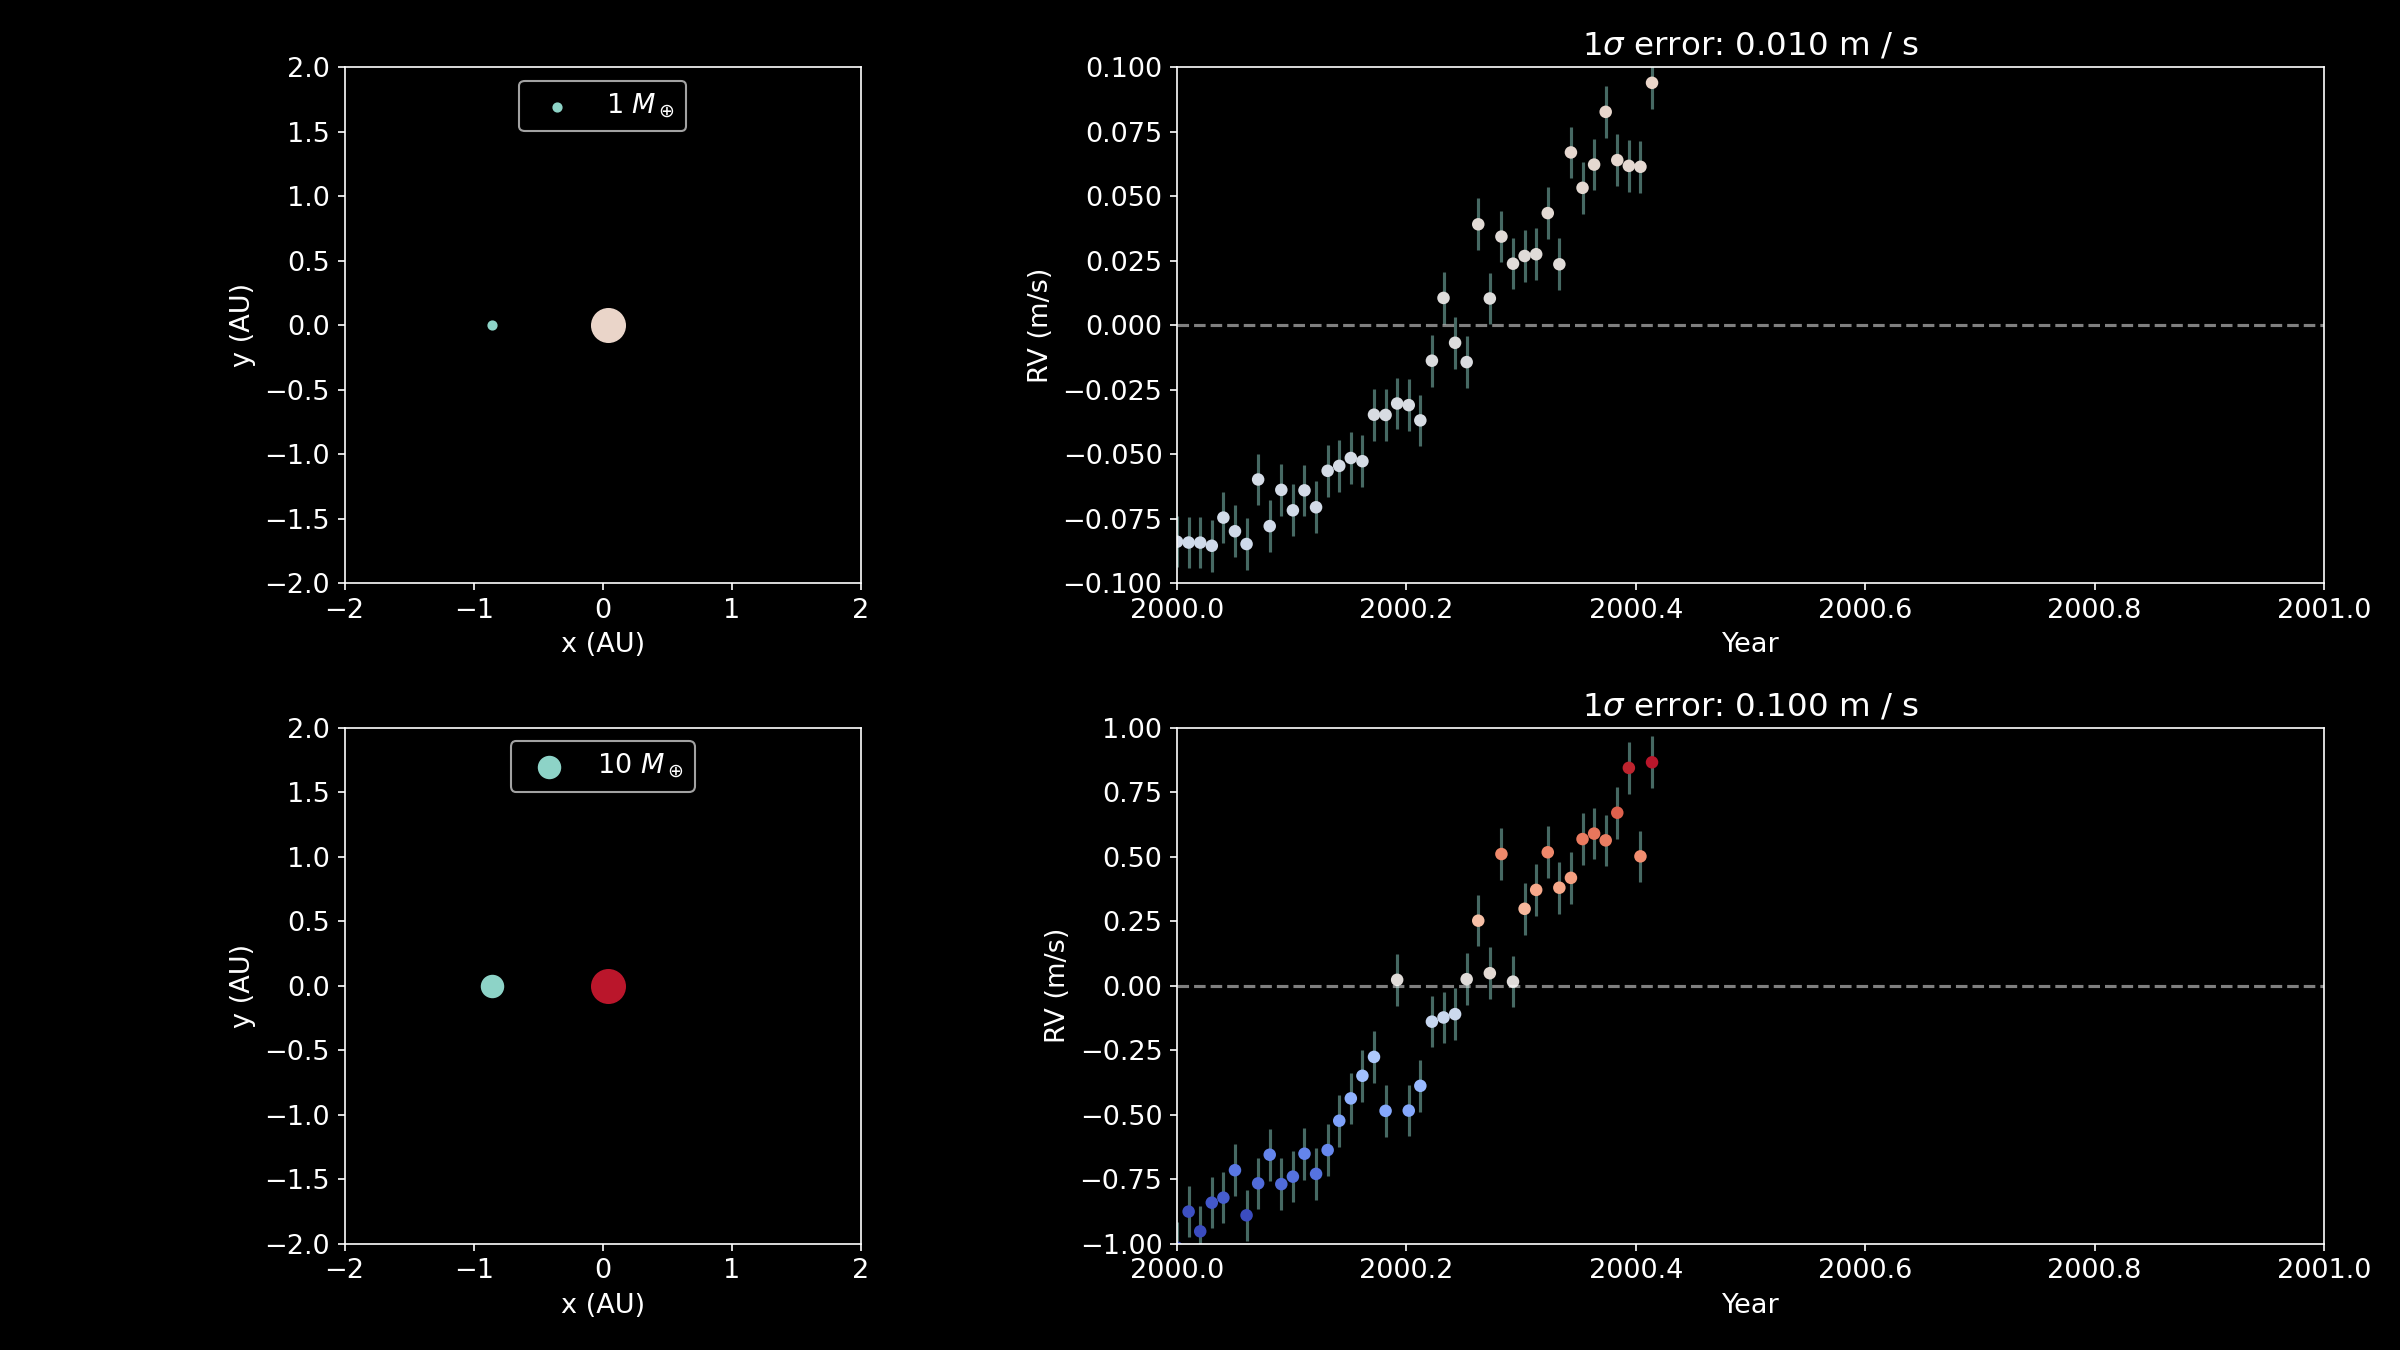 1σ error: 0.010 m / s
2.0
1.5
1.0
0.5
0.0
−0.5
−1.0
−1.5
−2.0
y (AU)
1 M⊕
−2 −1 0 1 2
x (AU)
0.100
0.075
0.050
0.025
0.000
−0.025
−0.050
−0.075
−0.100
RV (m/s)
2000.0 2000.2 2000.4 2000.6 2000.8 2001.0
Year
1σ error: 0.100 m / s
2.0
1.5
1.0
0.5
0.0
−0.5
−1.0
−1.5
−2.0
y (AU)
10 M⊕
−2 −1 0 1 2
x (AU)
1.00
0.75
0.50
0.25
0.00
−0.25
−0.50
−0.75
−1.00
RV (m/s)
2000.0 2000.2 2000.4 2000.6 2000.8 2001.0
Year